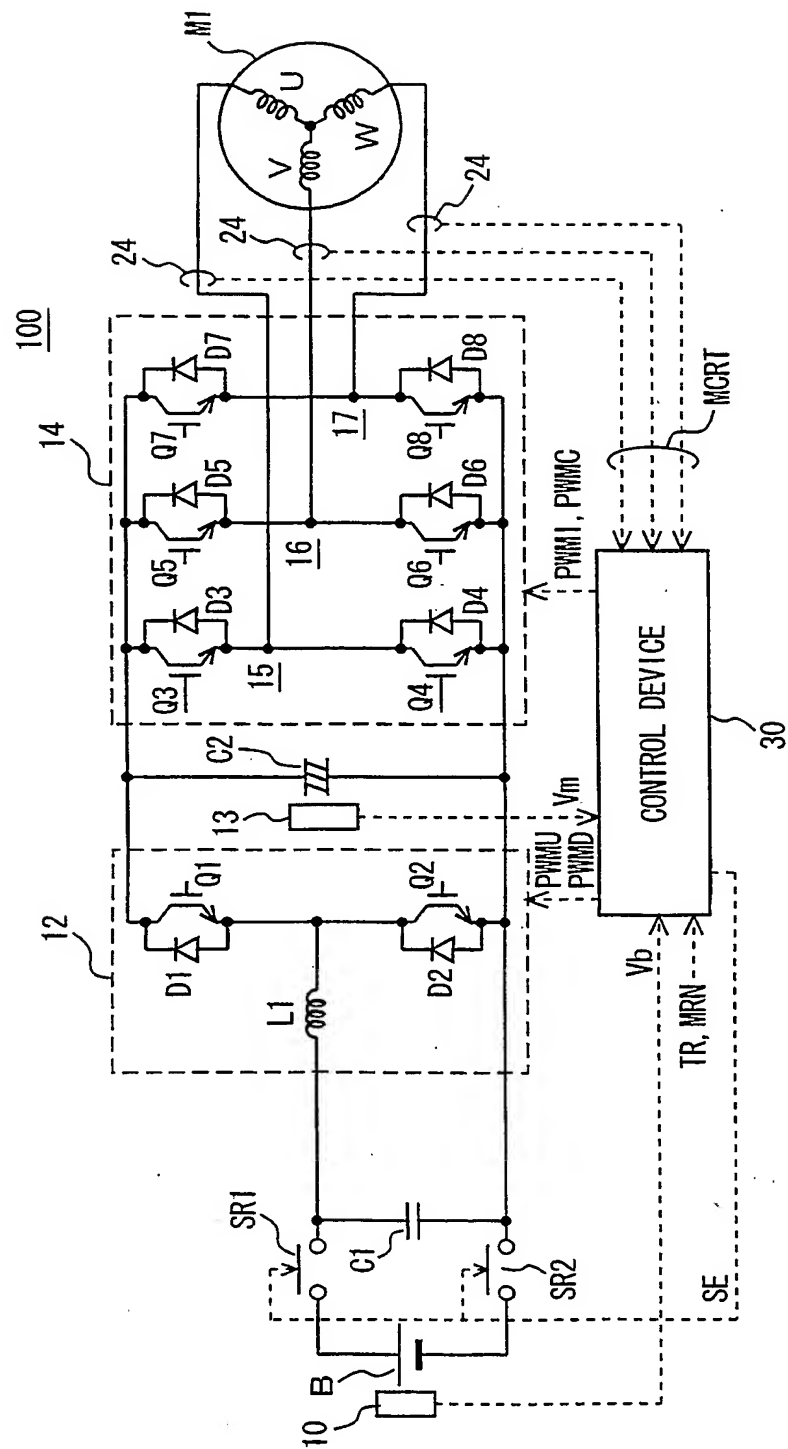 100
M1
U
V
W
24
24
24
14
12
Q7
D7
Q5
D5
Q3
D3
17
16
15
Q8
D8
Q6
D6
Q4
D4
C2
13
Q1
D1
Q2
D2
L1
SR1
C1
SR2
B
10
Vm
PWMU
PWMD
PWMI, PWMC
MCRT
Vb
TR, MRN
SE
CONTROL DEVICE
30